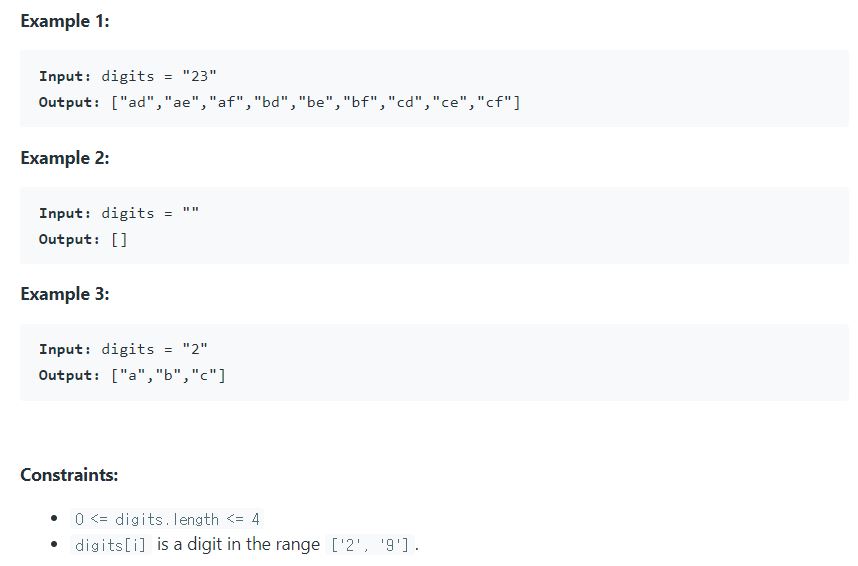 Example 1:
Input: digits = "23"
Output: ["ad","ae","af","bd","be","bf","cd","ce","cf"]
Example 2:
Input: digits = ""
Output: []
Example 3:
Input: digits = "2"
Output: ["a","b","c"]
Constraints:
• 0 <= digits.length <= 4
• digits[i] is a digit in the range ['2', '9'].